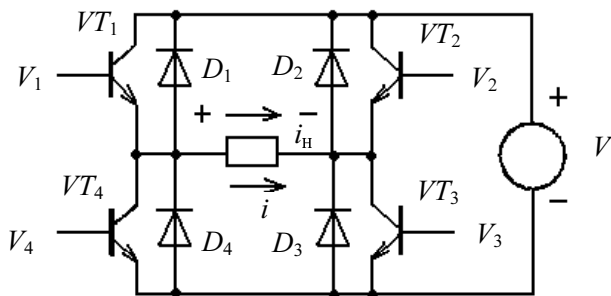 VT₁
VT₂
V₁
D₁
D₂
V₂
+
−
+
iн
V
VT₄
VT₃
i
−
V₄
D₄
D₃
V₃